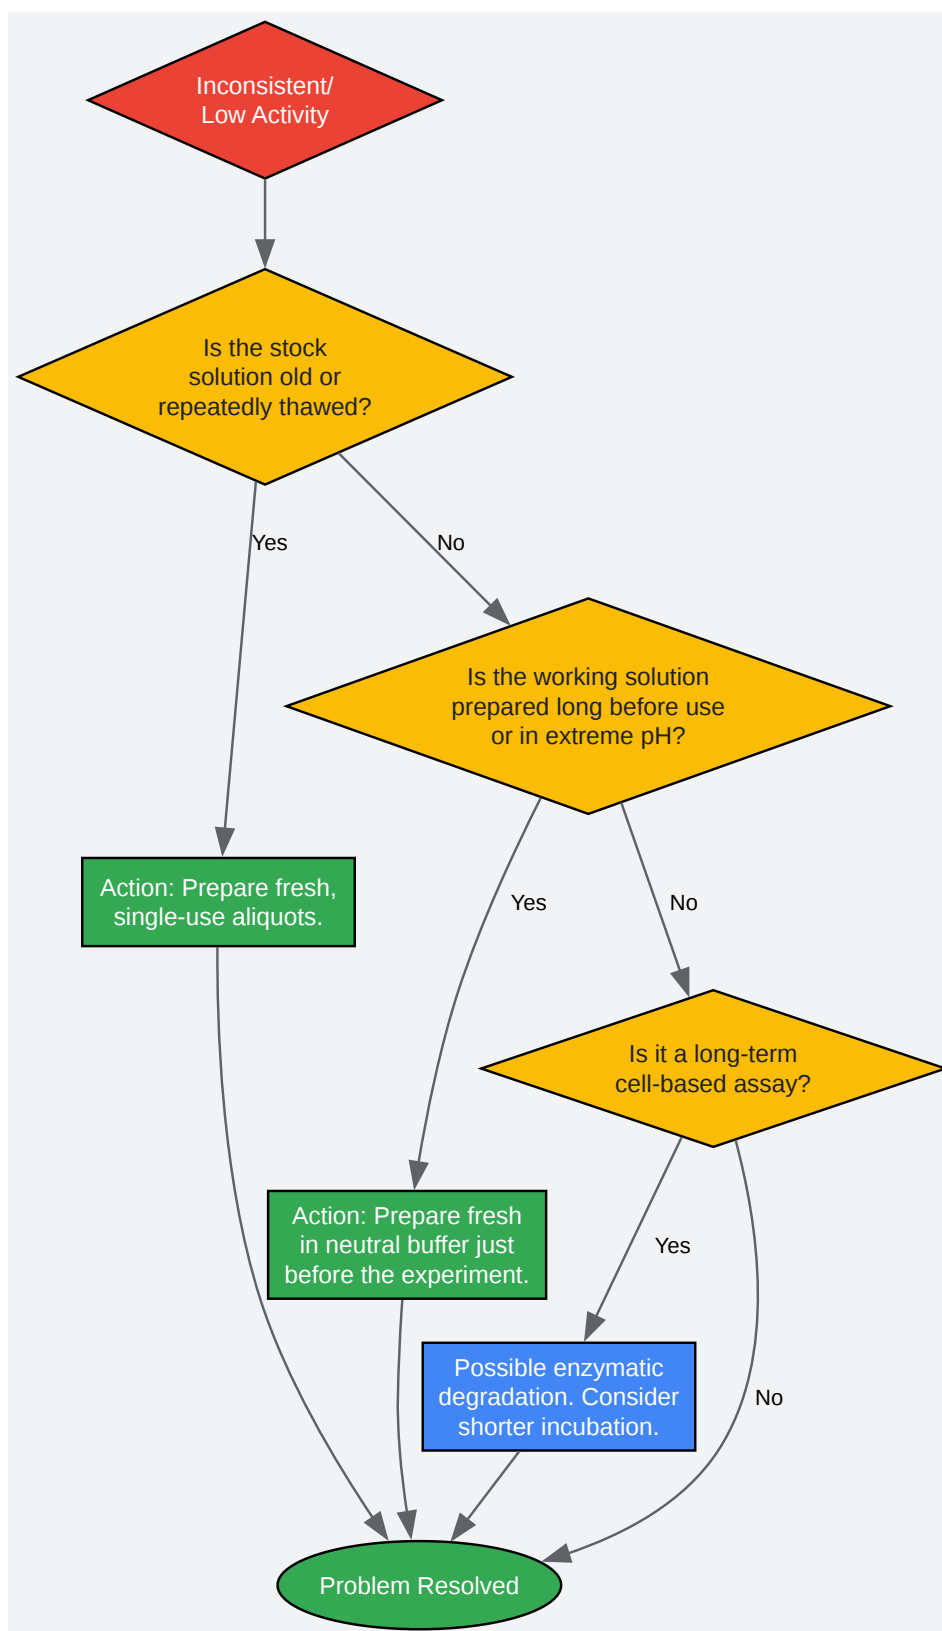 Inconsistent/
Low Activity
Is the stock
solution old or
repeatedly thawed?
Yes
No
Is the working solution
prepared long before use
or in extreme pH?
Action: Prepare fresh,
single-use aliquots.
Yes
No
Is it a long-term
cell-based assay?
Action: Prepare fresh
in neutral buffer just
before the experiment.
Yes
Possible enzymatic
degradation. Consider
shorter incubation.
No
Problem Resolved